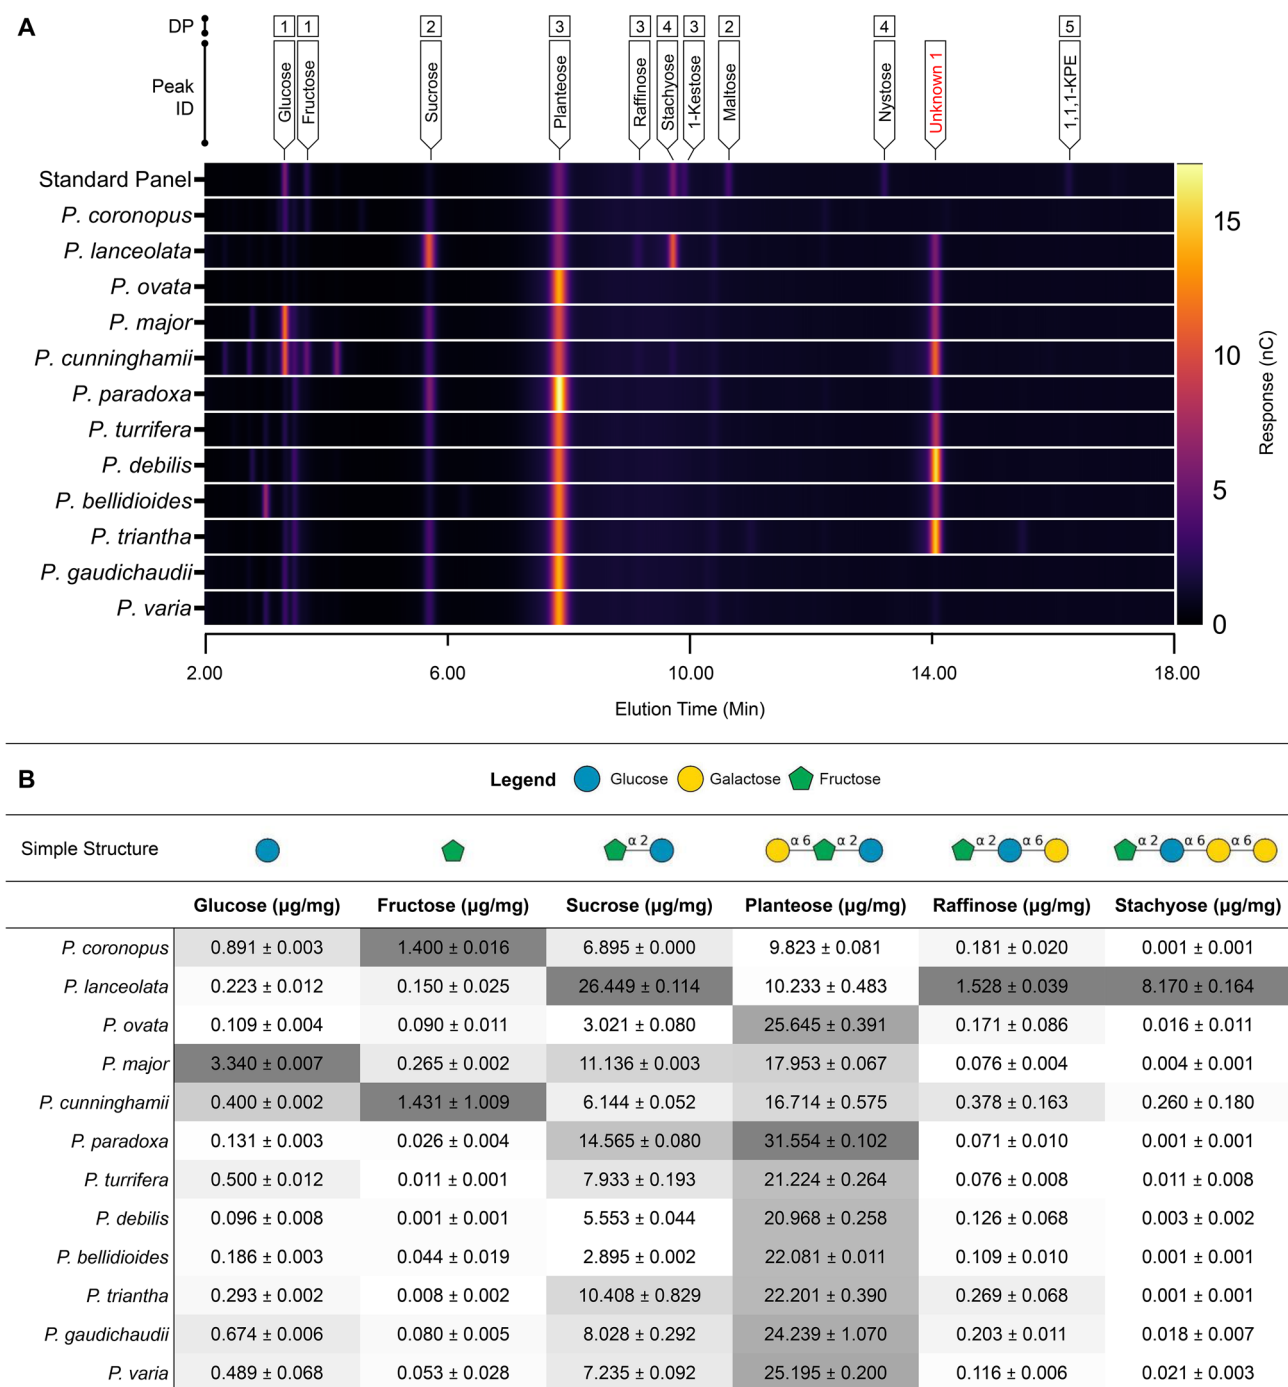 A
DP
1 1 2 3 3 4 3 2 4 5
Peak
ID
Glucose
Fructose
Sucrose
Planteose
Raffinose
Stachyose
1-Kestose
Maltose
Nystose
Unknown 1
1,1,1-KPE
Standard Panel
P. coronopus
P. lanceolata
P. ovata
P. major
P. cunninghamii
P. paradoxa
P. turrifera
P. debilis
P. bellidioides
P. triantha
P. gaudichaudii
P. varia
15
10
5
0
Response (nC)
2.00 6.00 10.00 14.00 18.00
Elution Time (Min)
B
Legend Glucose Galactose Fructose
Simple Structure α 2 α 6 α 2 α 2 α 6 α 2 α 6 α 6
Glucose (µg/mg) Fructose (µg/mg) Sucrose (µg/mg) Planteose (µg/mg) Raffinose (µg/mg) Stachyose (µg/mg)
P. coronopus 0.891 ± 0.003 1.400 ± 0.016 6.895 ± 0.000 9.823 ± 0.081 0.181 ± 0.020 0.001 ± 0.001
P. lanceolata 0.223 ± 0.012 0.150 ± 0.025 26.449 ± 0.114 10.233 ± 0.483 1.528 ± 0.039 8.170 ± 0.164
P. ovata 0.109 ± 0.004 0.090 ± 0.011 3.021 ± 0.080 25.645 ± 0.391 0.171 ± 0.086 0.016 ± 0.011
P. major 3.340 ± 0.007 0.265 ± 0.002 11.136 ± 0.003 17.953 ± 0.067 0.076 ± 0.004 0.004 ± 0.001
P. cunninghamii 0.400 ± 0.002 1.431 ± 1.009 6.144 ± 0.052 16.714 ± 0.575 0.378 ± 0.163 0.260 ± 0.180
P. paradoxa 0.131 ± 0.003 0.026 ± 0.004 14.565 ± 0.080 31.554 ± 0.102 0.071 ± 0.010 0.001 ± 0.001
P. turrifera 0.500 ± 0.012 0.011 ± 0.001 7.933 ± 0.193 21.224 ± 0.264 0.076 ± 0.008 0.011 ± 0.008
P. debilis 0.096 ± 0.008 0.001 ± 0.001 5.553 ± 0.044 20.968 ± 0.258 0.126 ± 0.068 0.003 ± 0.002
P. bellidioides 0.186 ± 0.003 0.044 ± 0.019 2.895 ± 0.002 22.081 ± 0.011 0.109 ± 0.010 0.001 ± 0.001
P. triantha 0.293 ± 0.002 0.008 ± 0.002 10.408 ± 0.829 22.201 ± 0.390 0.269 ± 0.068 0.001 ± 0.001
P. gaudichaudii 0.674 ± 0.006 0.080 ± 0.005 8.028 ± 0.292 24.239 ± 1.070 0.203 ± 0.011 0.018 ± 0.007
P. varia 0.489 ± 0.068 0.053 ± 0.028 7.235 ± 0.092 25.195 ± 0.200 0.116 ± 0.006 0.021 ± 0.003